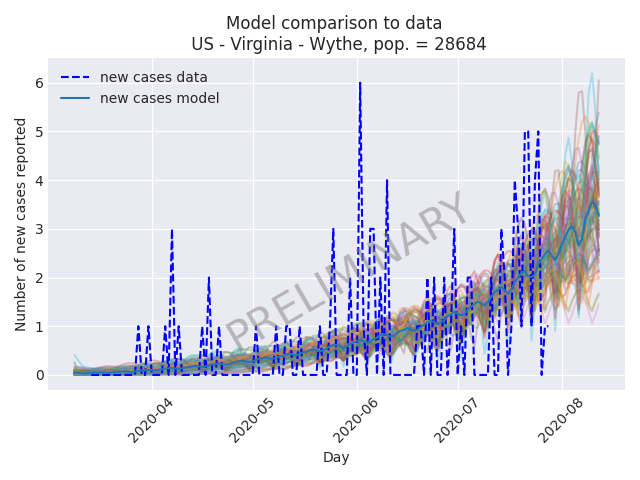 Model comparison to data
US - Virginia - Wythe, pop. = 28684
new cases data
new cases model
Number of new cases reported
6
5
4
3
2
1
0
PRELIMINARY
2020-04
2020-05
2020-06
2020-07
2020-08
Day